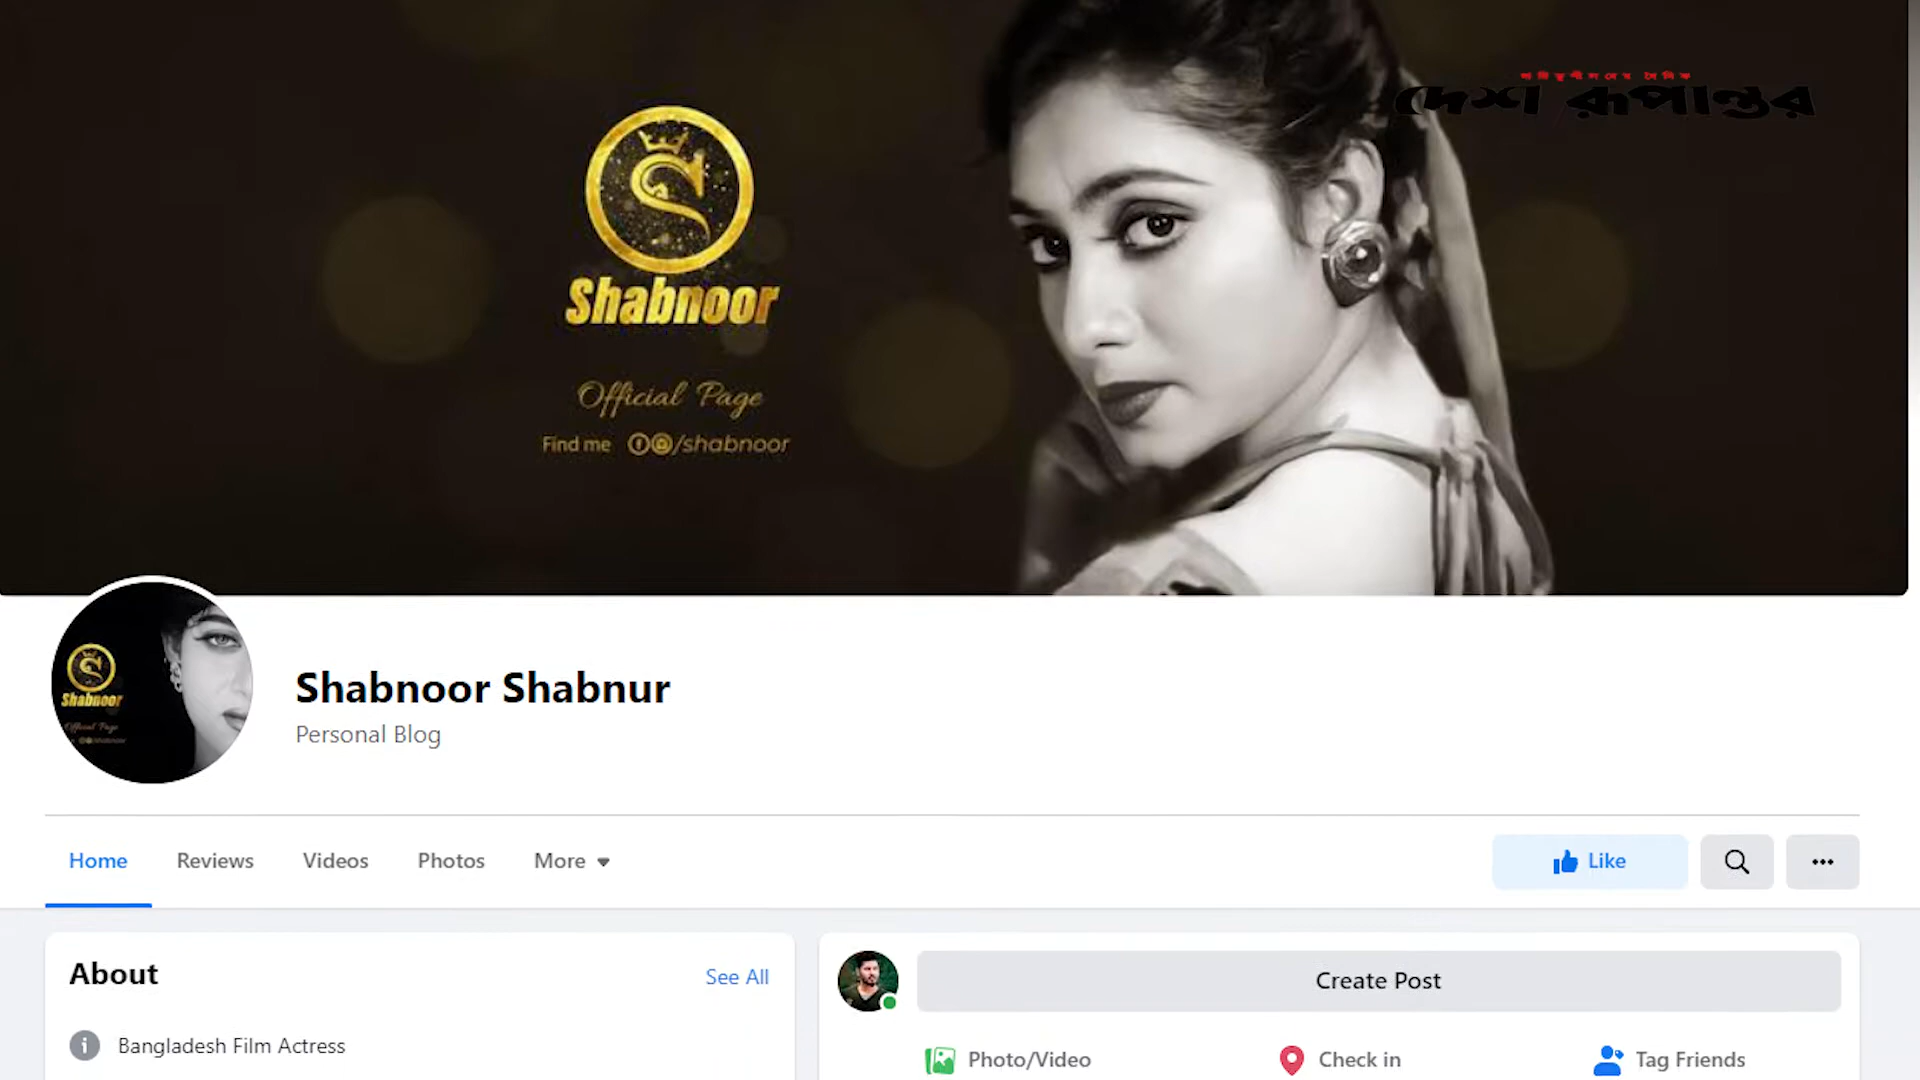 দেশ রূপান্তর
Shabnoor
Official Page
Find me /shabnoor
Shabnoor
Shabnoor Shabnur
Personal Blog
Home Reviews Videos Photos More
Like
About
See All
Bangladesh Film Actress
Create Post
Photo/Video Check in Tag Friends